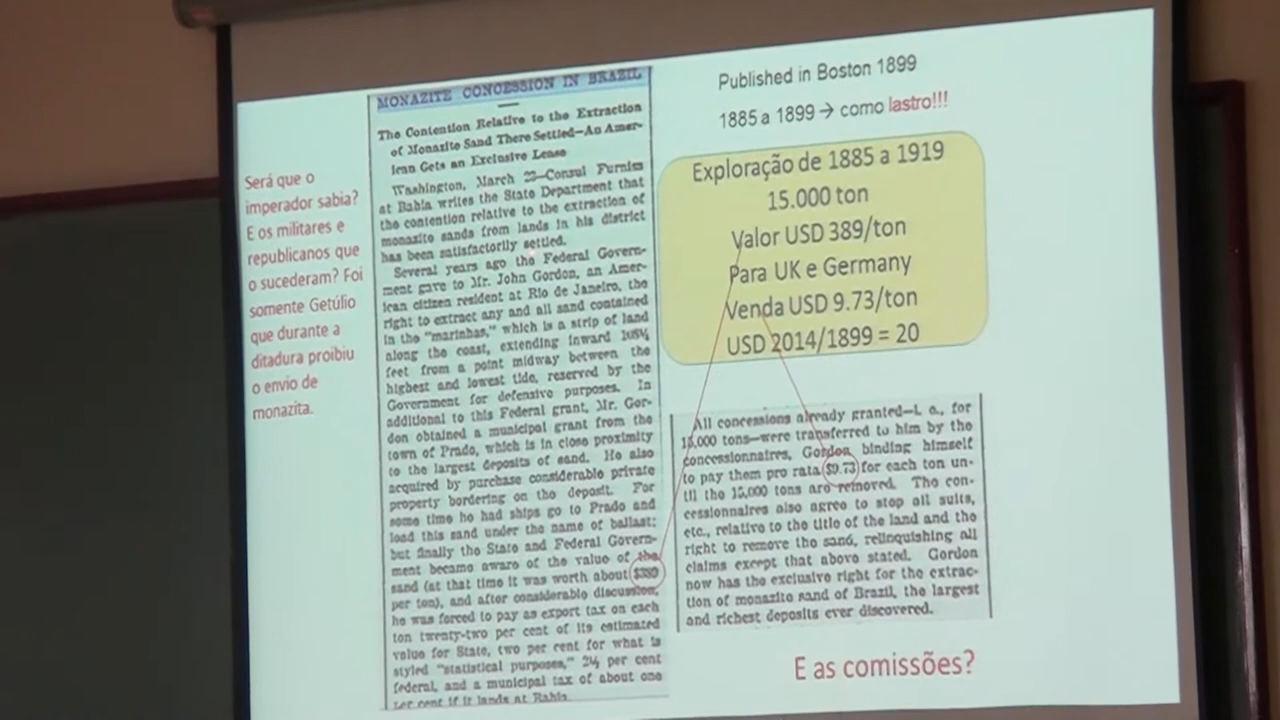 Será que o
imperador sabia?
E os militares e
republicanos que
o sucederam? Foi
somente Getúlio
que durante a
ditadura proibiu
o envio de
monazita.
MONAZITE CONCESSION IN BRAZIL
The Contention Relative to the Extraction
of Monazite Sand There Settled—An Amer-
ican Gets an Exclusive Lease
Washington, March 22—Consul Furniss
at Bahia writes the State Department that
the contention relative to the extraction of
monazite sands from lands in his district
has been satisfactorily settled.
Several years ago the Federal Govern-
ment gave to Mr. John Gordon, an Amer-
ican citizen resident at Rio de Janeiro, the
right to extract any and all sand contained
in the "marinhas," which is a strip of land
along the coast, extending inward
feet from a point midway between the
highest and lowest tide, reserved by the
Government for defensive purposes. In
additional to this Federal grant, Mr. Gor-
don obtained a municipal grant from the
town of Prado, which is in close proximity
to the largest deposits of sand. He also
acquired by purchase considerable private
property bordering on the deposit. For
some time he had ships go to Prado and
load this sand under the name of ballast;
but finally the State and Federal Govern-
ment became aware of the value of the
sand (at that time it was worth about
per ton), and after considerable discussion,
he was forced to pay as export tax on each
ton twenty-two per cent of its estimated
value for State, two per cent for what is
styled "statistical purposes," 2½ per cent
federal, and a municipal tax of about one
per cent if it lands at Bahia
Published in Boston 1899
1885 a 1899 → como lastro!!!
Exploração de 1885 a 1919
15.000 ton
Valor USD 389/ton
Para UK e Germany
Venda USD 9.73/ton
USD 2014/1899 = 20
All concessions already granted—i. e., for
15,000 tons—were transferred to him by the
concessionnaires, Gordon binding himself
to pay them pro rata $9.73 for each ton un-
til the 15,000 tons are removed. The con-
cessionnaires also agree to stop all suits,
etc., relative to the title of the land and the
right to remove the sand, relinquishing all
claims except that above stated. Gordon
now has the exclusive right for the extrac-
tion of monazite sand of Brazil, the largest
and richest deposits ever discovered.
E as comissões?